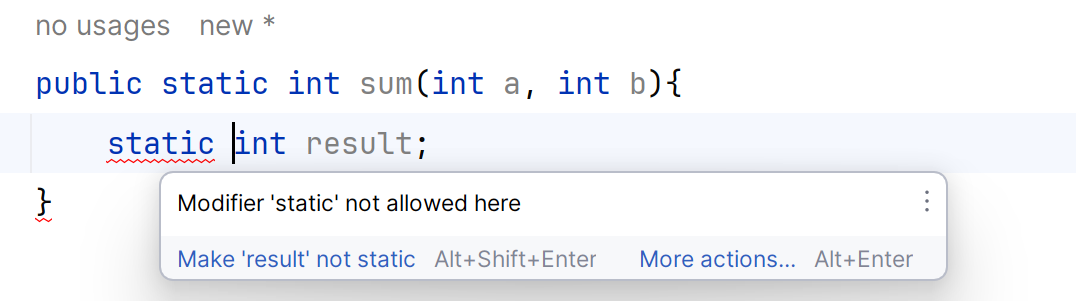 no usages   new *
public static int sum(int a, int b){
    static int result;
}
Modifier 'static' not allowed here
Make 'result' not static   Alt+Shift+Enter   More actions...   Alt+Enter